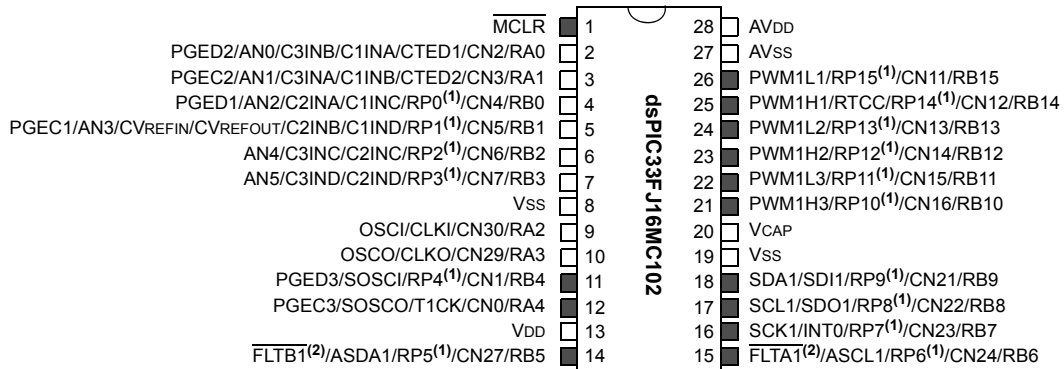 MCLR 1
PGED2/AN0/C3INB/C1INA/CTED1/CN2/RA0 2
PGEC2/AN1/C3INA/C1INB/CTED2/CN3/RA1 3
PGED1/AN2/C2INA/C1INC/RP0(1)/CN4/RB0 4
PGEC1/AN3/CVREFIN/CVREFOUT/C2INB/C1IND/RP1(1)/CN5/RB1 5
AN4/C3INC/C2INC/RP2(1)/CN6/RB2 6
AN5/C3IND/C2IND/RP3(1)/CN7/RB3 7
VSS 8
OSCI/CLKI/CN30/RA2 9
OSCO/CLKO/CN29/RA3 10
PGED3/SOSCI/RP4(1)/CN1/RB4 11
PGEC3/SOSCO/T1CK/CN0/RA4 12
VDD 13
FLTB1(2)/ASDA1/RP5(1)/CN27/RB5 14
dsPIC33FJ16MC102
28 AVDD
27 AVSS
26 PWM1L1/RP15(1)/CN11/RB15
25 PWM1H1/RTCC/RP14(1)/CN12/RB14
24 PWM1L2/RP13(1)/CN13/RB13
23 PWM1H2/RP12(1)/CN14/RB12
22 PWM1L3/RP11(1)/CN15/RB11
21 PWM1H3/RP10(1)/CN16/RB10
20 VCAP
19 VSS
18 SDA1/SDI1/RP9(1)/CN21/RB9
17 SCL1/SDO1/RP8(1)/CN22/RB8
16 SCK1/INT0/RP7(1)/CN23/RB7
15 FLTA1(2)/ASCL1/RP6(1)/CN24/RB6